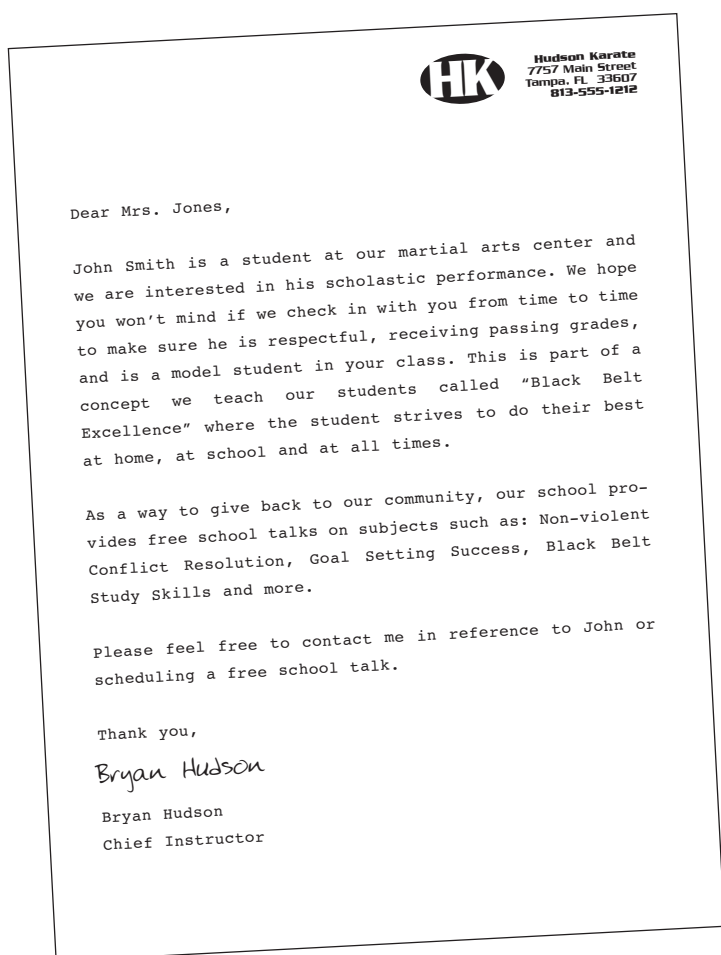 HK
Hudson Karate
7757 Main Street
Tampa, FL 33607
813-555-1212
Dear Mrs. Jones,
John Smith is a student at our martial arts center and
we are interested in his scholastic performance. We hope
you won't mind if we check in with you from time to time
to make sure he is respectful, receiving passing grades,
and is a model student in your class. This is part of a
concept we teach our students called “Black Belt
Excellence” where the student strives to do their best
at home, at school and at all times.
As a way to give back to our community, our school pro-
vides free school talks on subjects such as: Non-violent
Conflict Resolution, Goal Setting Success, Black Belt
Study Skills and more.
Please feel free to contact me in reference to John or
scheduling a free school talk.
Thank you,
Bryan Hudson
Bryan Hudson
Chief Instructor